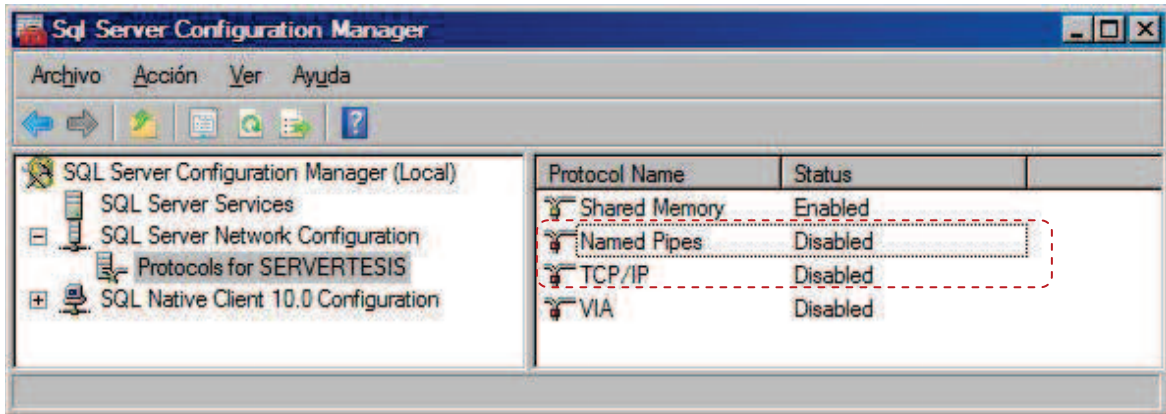 Sql Server Configuration Manager
Archivo Acción Ver Ayuda
SQL Server Configuration Manager (Local)
SQL Server Services
SQL Server Network Configuration
Protocols for SERVERTESIS
SQL Native Client 10.0 Configuration
Protocol Name Status
Shared Memory Enabled
Named Pipes Disabled
TCP/IP Disabled
VIA Disabled